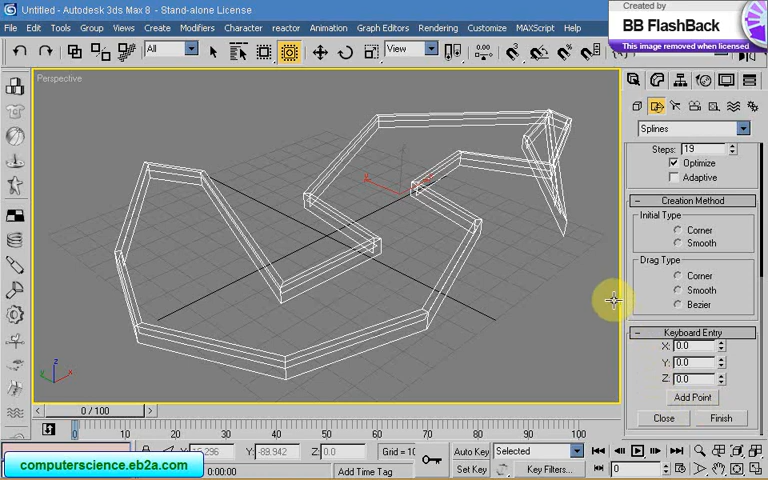 Untitled - Autodesk 3ds Max 8 - Stand-alone License
Created by
BB FlashBack
This image removed when licensed
File Edit Tools Group Views Create Modifiers Character reactor Animation Graph Editors Rendering Customize MAXScript Help
All
View
Perspective
Splines
Steps: 19
Optimize
Adaptive
Creation Method
Initial Type
Corner
Smooth
Drag Type
Corner
Smooth
Bezier
Keyboard Entry
X: 0.0
Y: 0.0
Z: 0.0
Add Point
Close Finish
z
x
0 / 100
0 10 20 30 40 50 60 70 80 90 100
Y: -89.942 Z: 0.0 Grid = 10
Auto Key Selected
computerscience.eb2a.com
0:00:00
Add Time Tag
Set Key Key Filters...
0